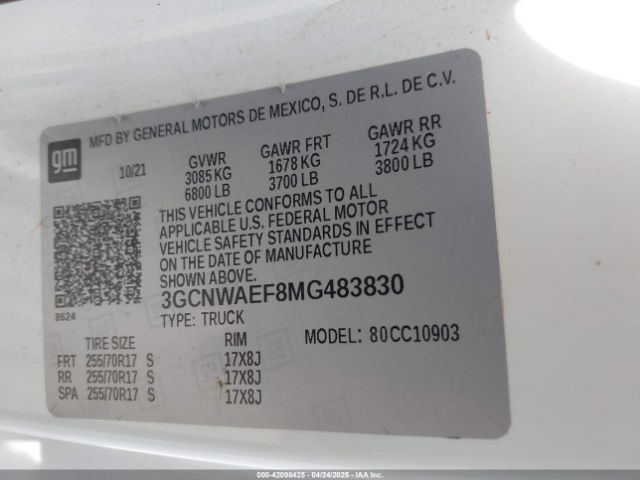 gm
MFD BY GENERAL MOTORS DE MEXICO, S. DE R.L. DE C.V.
10/21 GVWR GAWR FRT GAWR RR
3085 KG 1678 KG 1724 KG
6800 LB 3700 LB 3800 LB
THIS VEHICLE CONFORMS TO ALL
APPLICABLE U.S. FEDERAL MOTOR
VEHICLE SAFETY STANDARDS IN EFFECT
ON THE DATE OF MANUFACTURE
SHOWN ABOVE.
3GCNWAEF8MG483830
8624
TYPE: TRUCK
TIRE SIZE RIM MODEL: 80CC10903
FRT 255/70R17 S 17X8J
RR 255/70R17 S 17X8J
SPA 255/70R17 S 17X8J
000-42098425 - 04/24/2025 - IAAI.COM